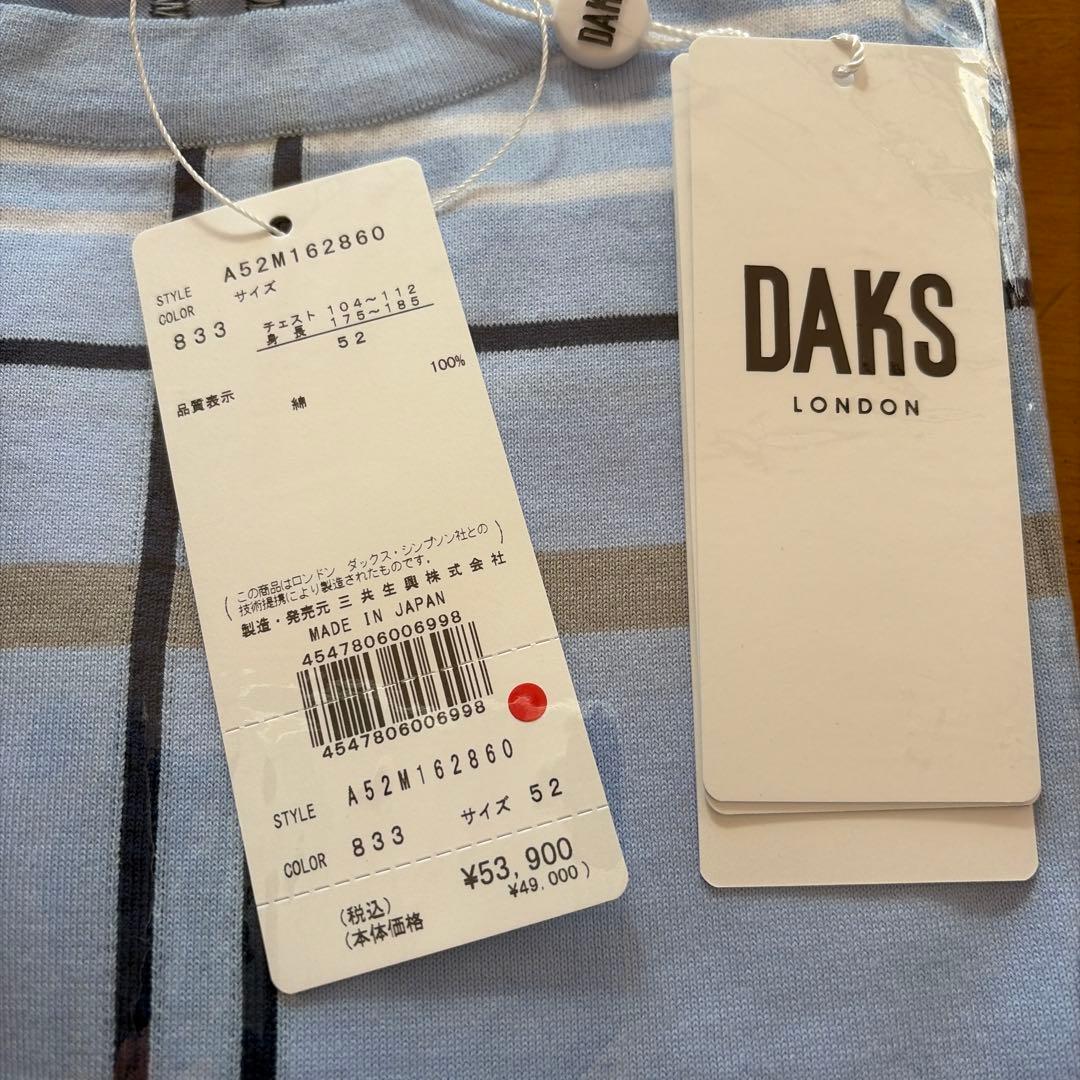 DAK
A52M162860
STYLE
サイズ
COLOR
833
チェスト 104～112
身長 175～185
52
100%
品質表示 綿
(この商品はロンドン ダックス・シンプソン社との
技術提携により製造されたものです。)
製造・発売元 三共生興株式会社
MADE IN JAPAN
4547806006998
4547806006998
STYLE A52M162860
COLOR 833 サイズ 52
(税込) ¥53,900
(本体価格 ¥49,000)
DAKS
LONDON